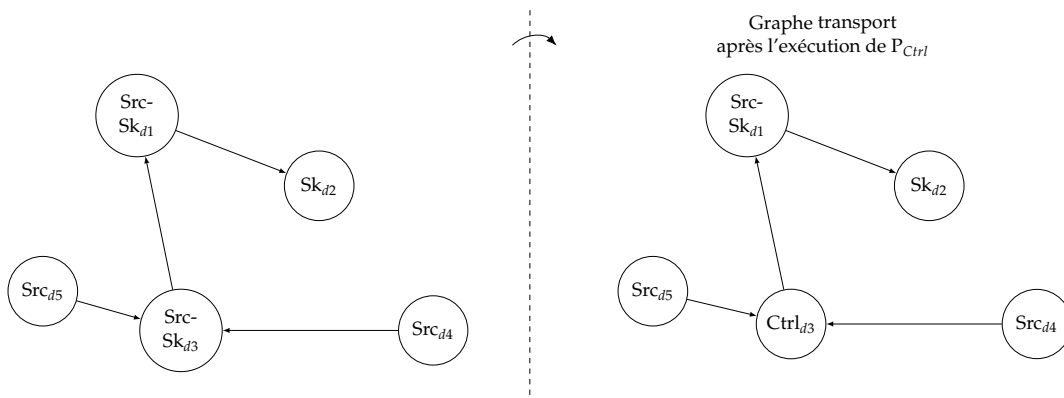 Graphe transport
après l'exécution de P_Ctrl
Src-
Sk_d1
Sk_d2
Src_d5
Src-
Sk_d3
Src_d4
Src-
Sk_d1
Sk_d2
Src_d5
Ctrl_d3
Src_d4